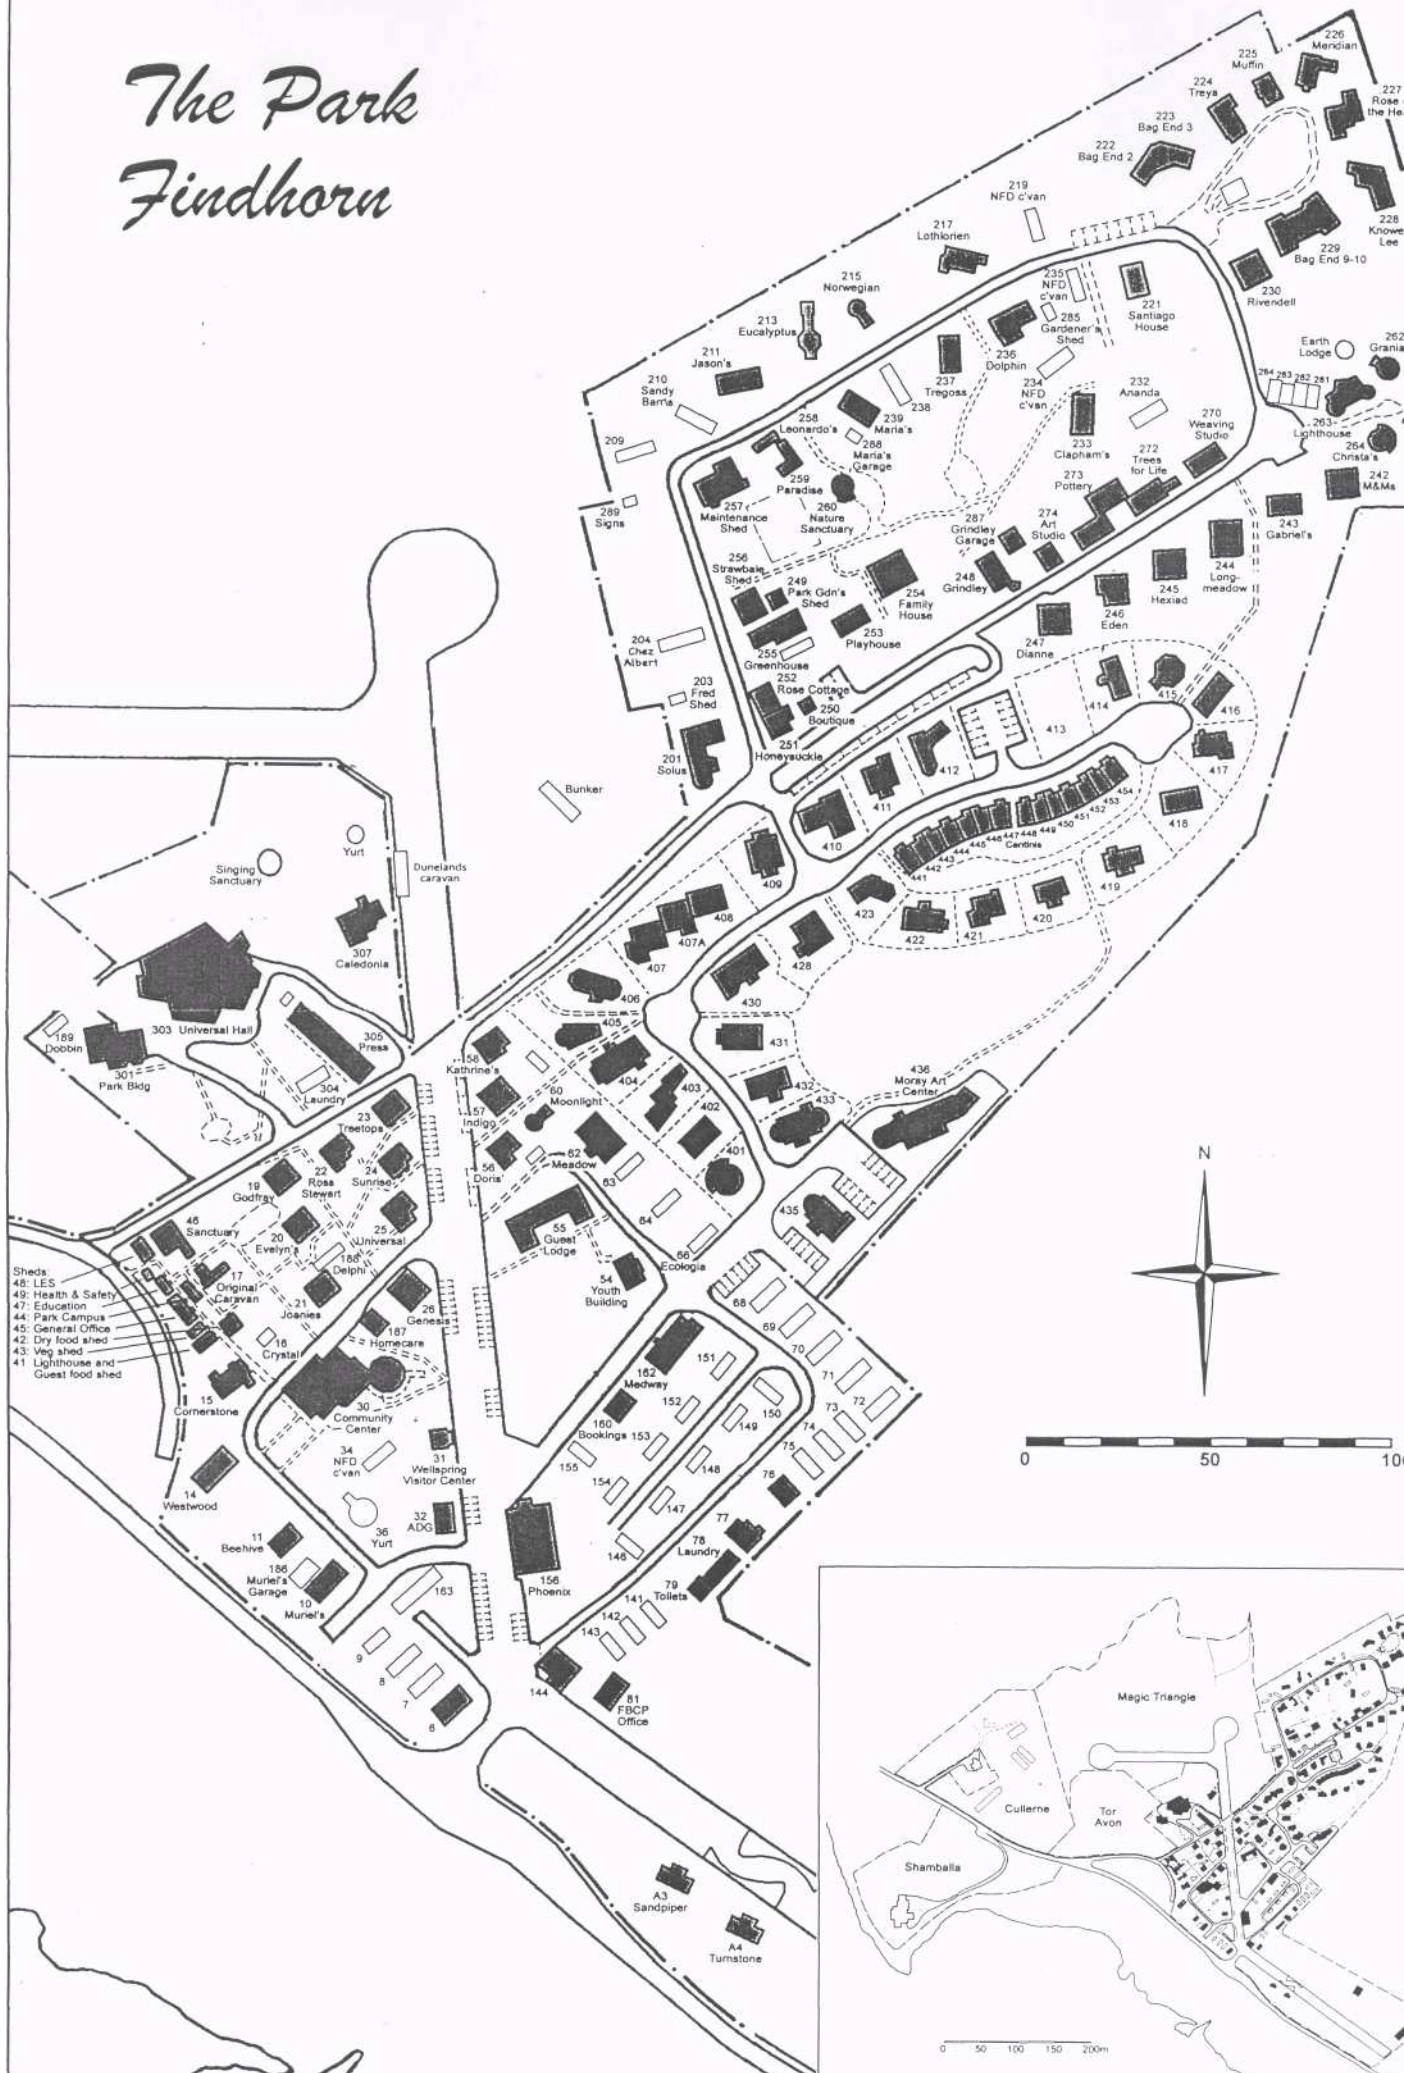 The Park
Findhorn
226
Meridian
225
Muffin
224
Treya
227
Rose
the
223
Bag End 3
222
Bag End 2
219
NFD c'van
217
Lothlorien
228
Lee
229
Bag End 9-10
230
Rivendell
235
NFD
c'van
221
Santiago
House
215
Norwegian
213
Eucalyptus
285
Gardener's
Shed
236
Dolphin
Earth
Lodge
262
Grania
211
Jason's
237
Tregoss
234
NFD
c'van
232
Ananda
284 283 282 281
210
Sandy
Barr's
238
239
Maria's
258
Leonardo's
270
Weaving
Studio
263
Lighthouse
264
Christa's
209
288
Maria's
Garage
233
Clapham's
272
Trees
for Life
273
Pottery
242
M&Ms
259
Paradise
257
Maintenance
Shed
260
Nature
Sanctuary
289
Signs
287
Grindley
Garage
274
Art
Studio
243
Gabriel's
256
Strawbale
Shed
249
Park Gdn's
Shed
254
Family
House
248
Grindley
244
Long-
meadow
245
Hexiad
246
Eden
253
Playhouse
247
Dianne
204
Chez
Albert
255
Greenhouse
252
Rose Cottage
203
Fred
Shed
250
Boutique
251
Honeysuckle
201
Solus
414
415
416
413
412
411
410
417
418
419
454
453
452
451
450
449
448
447
446
445
444
443
442
441
Centinis
Bunker
409
408
407A
407
406
423
422
421
420
428
430
431
432
433
405
404
403
402
401
Yurt
Singing
Sanctuary
Dunelands
caravan
307
Caledonia
303
Universal Hall
305
Press
189
Dobbin
301
Park Bldg
304
Laundry
58
Kathrine's
57
Indigo
60
Moonlight
436
Moray Art
Center
23
Treetops
22
Ross
Stewart
24
Sunrise
56
Doris'
62
Meadow
63
64
66
Ecologia
19
Godfray
46
Sanctuary
20
Evelyn's
25
Universal
188
Delphi
55
Guest
Lodge
435
54
Youth
Building
N
Sheds:
48: LES
49: Health & Safety
47: Education
44: Park Campus
45: General Office
42: Dry food shed
43: Veg shed
41 Lighthouse and
Guest food shed
17
Original
Caravan
21
Joanies
26
Genesis
187
Homecare
16
Crystal
15
Cornerstone
30
Community
Center
68
69
70
71
72
73
74
75
76
77
162
Medway
151
152
153
150
149
148
147
146
160
Bookings
155
154
34
NFD
c'van
31
Wellspring
Visitor Center
0
50
14
Westwood
11
Beehive
36
Yurt
32
ADG
186
Muriel's
Garage
10
Muriel's
163
156
Phoenix
78
Laundry
79
Toilets
141
142
143
144
9
8
7
6
81
FBCP
Office
A3
Sandpiper
A4
Turnstone
Magic Triangle
Cullerne
Tor
Avon
Shamballa
0 50 100 150 200m